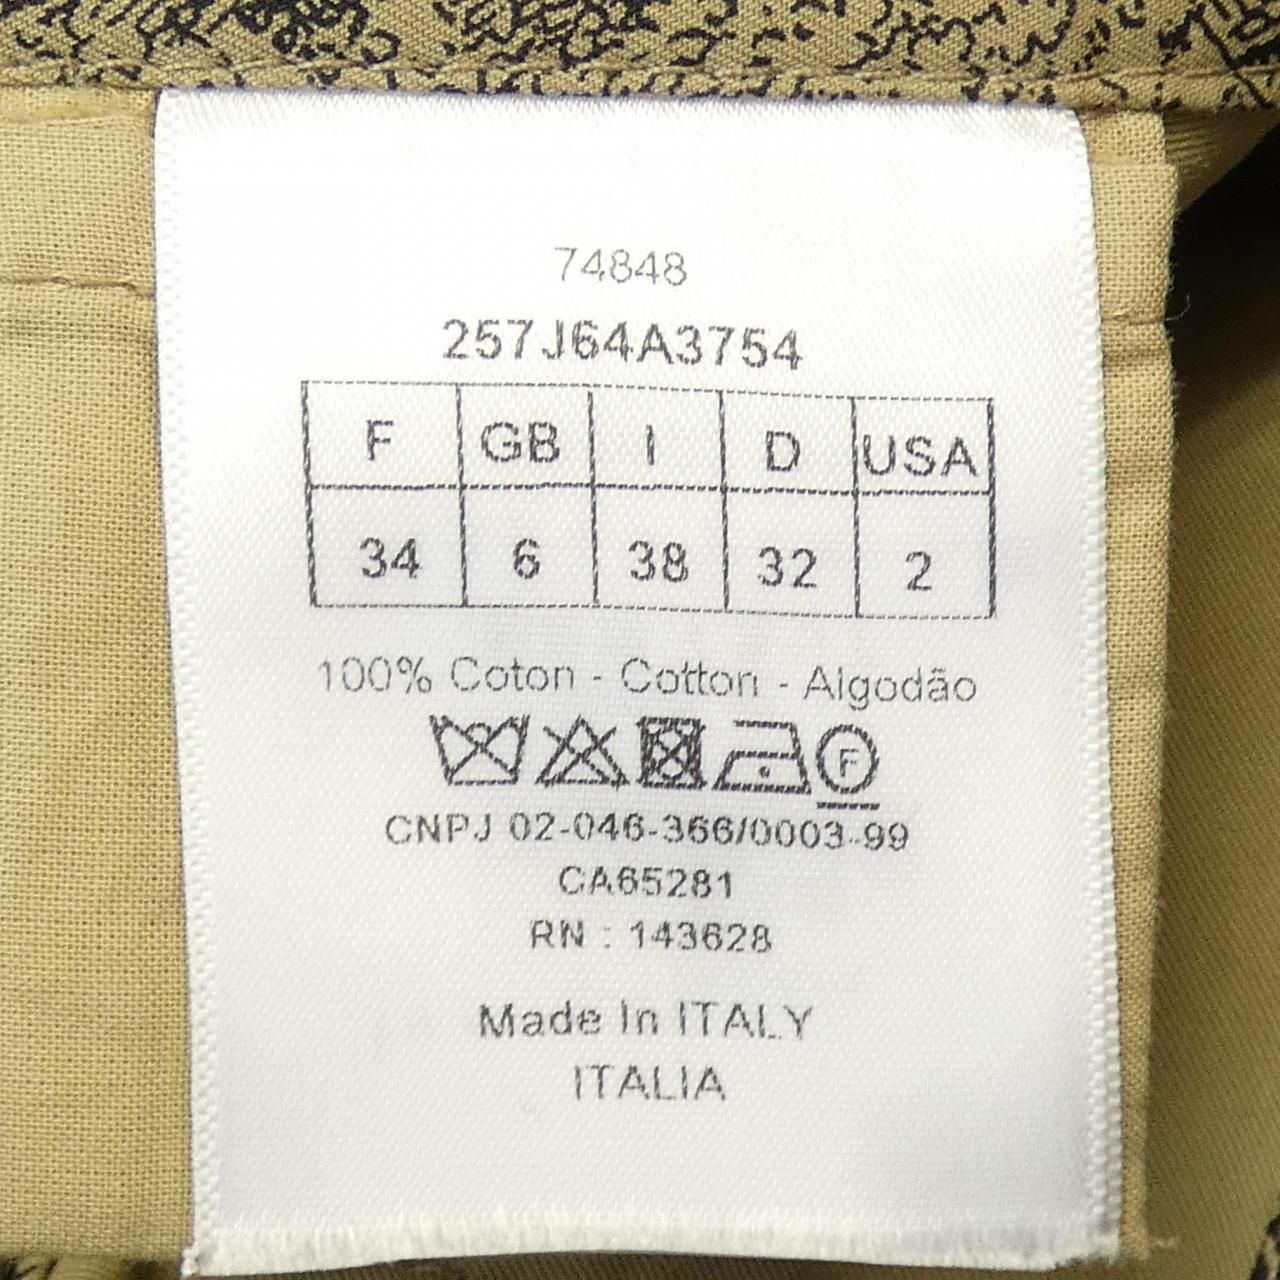 74848
257J64A3754
F GB I D USA
34 6 38 32 2
100% Coton - Cotton - Algodão
F
CNPJ 02-046-366/0003-99
CA65281
RN : 143628
Made In ITALY
ITALIA